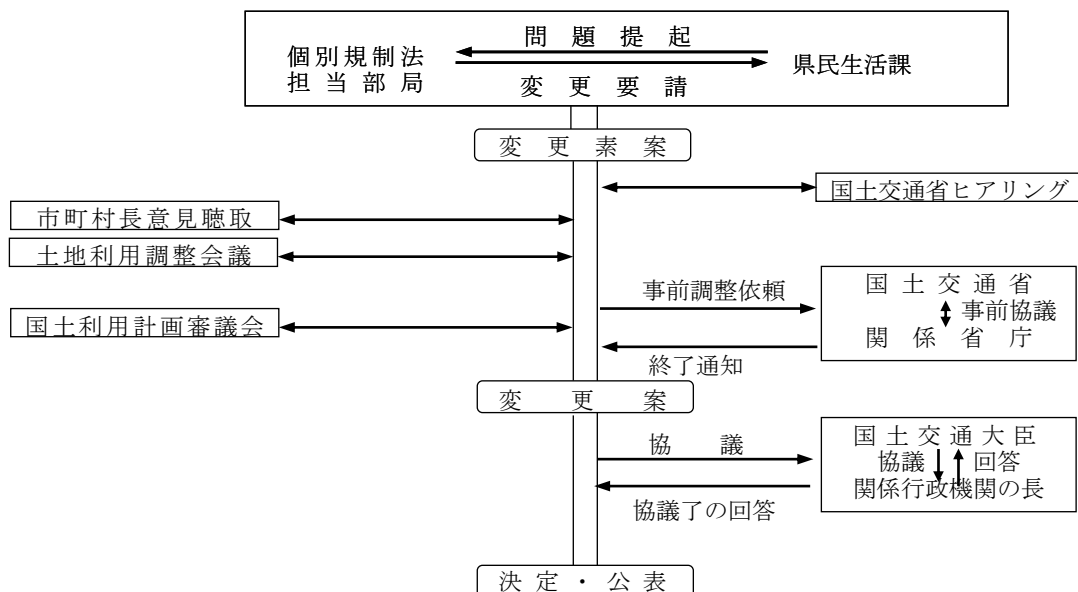 問題提起
個別規制法
担当部局
県民生活課
変更要請
変更素案
国土交通省ヒアリング
市町村長意見聴取
土地利用調整会議
事前調整依頼
国土交通省
事前協議
関係省庁
国土利用計画審議会
終了通知
変更案
協議
国土交通大臣
協議 回答
関係行政機関の長
協議了の回答
決定・公表